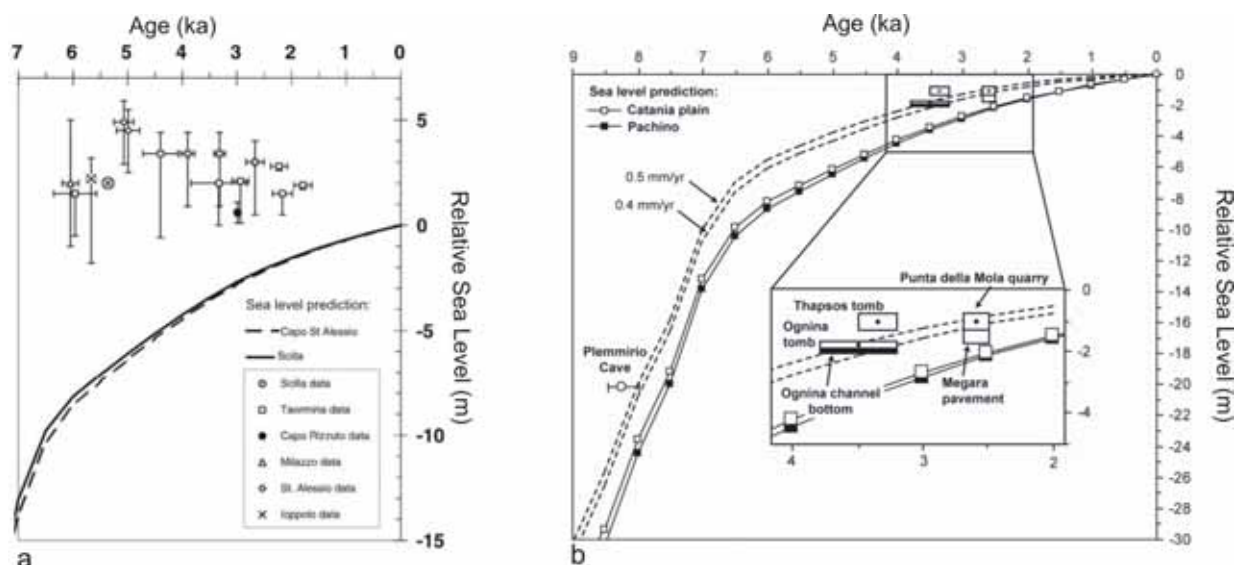 Age (ka)
7 6 5 4 3 2 1 0
5
0
-5
-10
-15
Relative Sea Level (m)
Sea level prediction:
Capo St Alessio
Scilla
Scilla data
Taormina data
Capo Rizzuto data
Milazzo data
St. Alessio data
Ioppolo data
a
Age (ka)
9 8 7 6 5 4 3 2 1 0
Sea level prediction:
Catania plain
Pachino
0.5 mm/yr
0.4 mm/yr
Plemmirio
Cave
Punta della Mola quarry
Thapsos tomb
Ognina
tomb
Ognina channel
bottom
Megara
pavement
0
-2
-4
4 3 2
0
-2
-4
-6
-8
-10
-12
-14
-16
-18
-20
-22
-24
-26
-28
-30
Relative Sea Level (m)
b